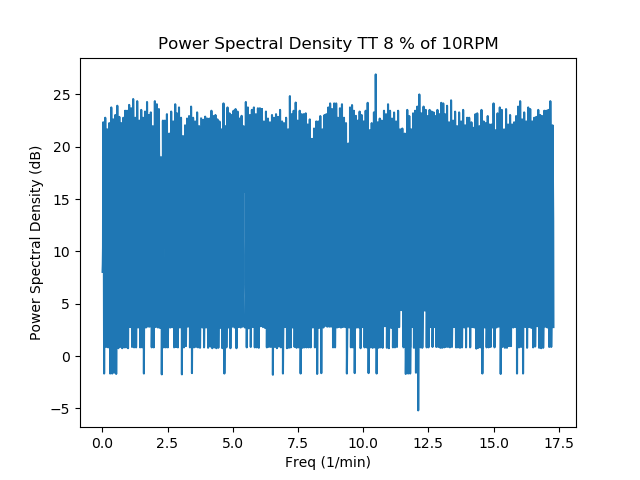 Power Spectral Density TT 8 % of 10RPM
Power Spectral Density (dB)
25
20
15
10
5
0
−5
0.0 2.5 5.0 7.5 10.0 12.5 15.0 17.5
Freq (1/min)